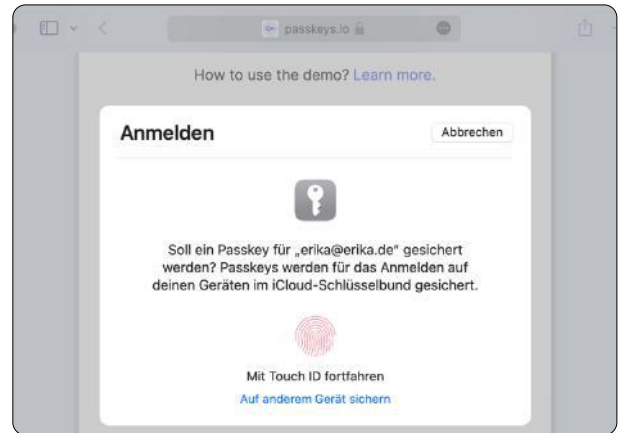 passkeys.io
How to use the demo? Learn more.
Anmelden
Abbrechen
Soll ein Passkey für „erika@erika.de“ gesichert
werden? Passkeys werden für das Anmelden auf
deinen Geräten im iCloud-Schlüsselbund gesichert.
Mit Touch ID fortfahren
Auf anderem Gerät sichern